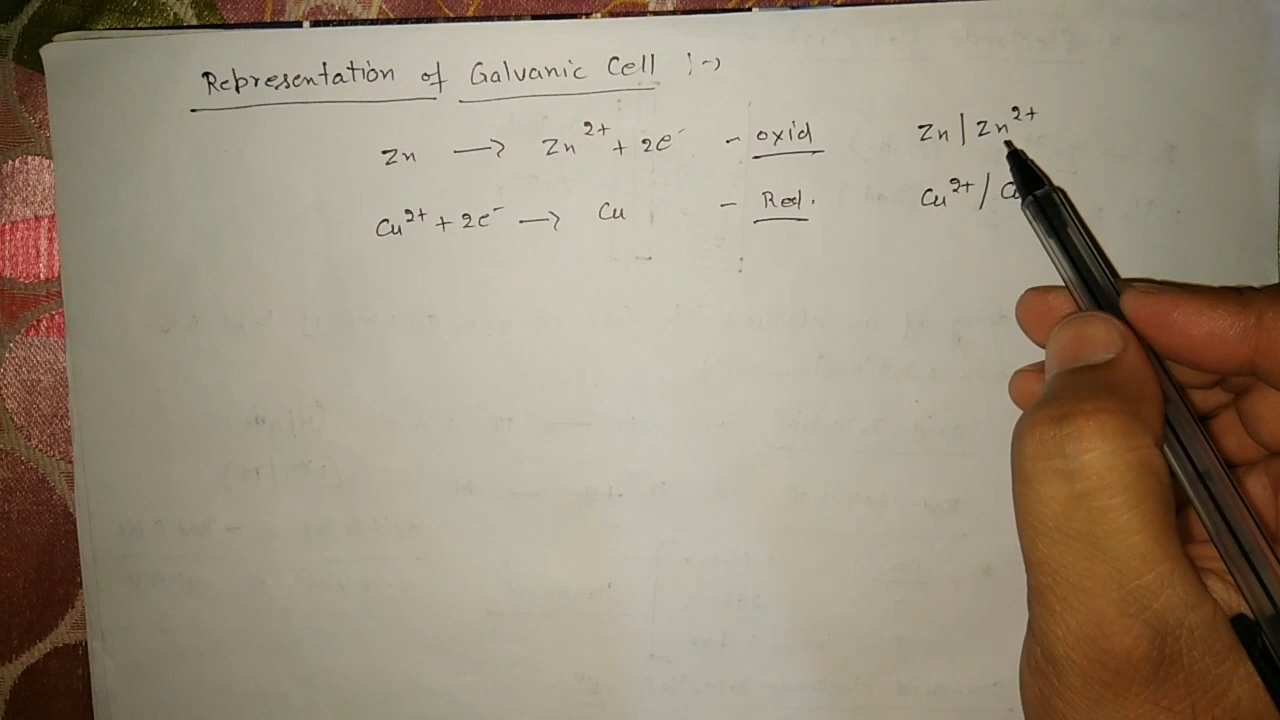 Representation of Galvanic Cell :->
Zn → Zn²⁺ + 2e⁻ - oxid Zn | Zn²⁺
Cu²⁺ + 2e⁻ → Cu - Red. Cu²⁺ /